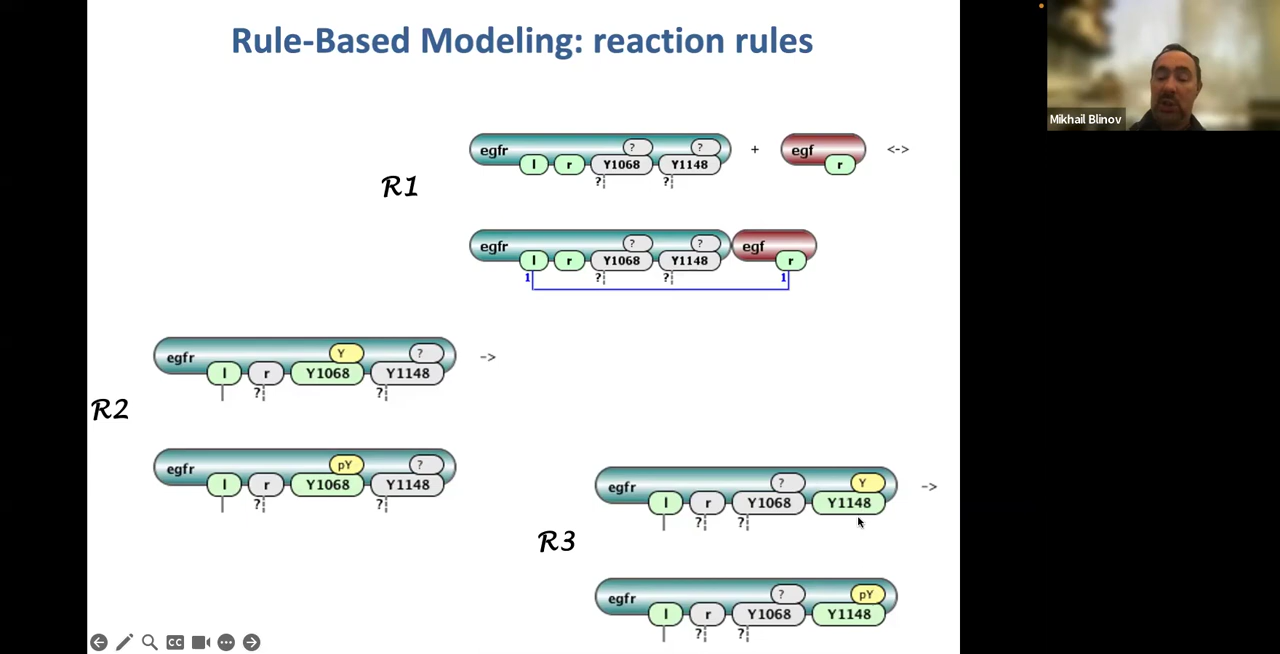 Rule-Based Modeling: reaction rules
Mikhail Blinov
R1
egfr l r ? Y1068 ? Y1148 + egf r <->
? ?
egfr l r ? Y1068 ? Y1148 egf r
1 ? ? 1
R2
egfr l r Y Y1068 ? Y1148 ->
? ?
egfr l r pY Y1068 ? Y1148
? ?
R3
egfr l r ? Y1068 Y Y1148 ->
? ?
egfr l r ? Y1068 pY Y1148
? ?
CC